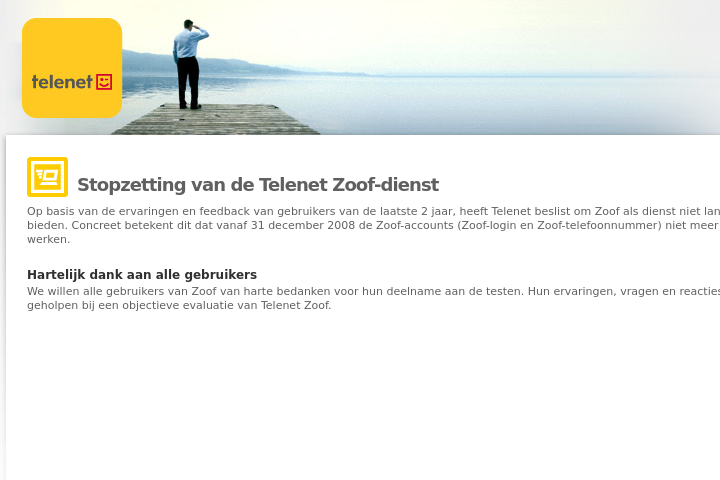 telenet
Stopzetting van de Telenet Zoof-dienst
Op basis van de ervaringen en feedback van gebruikers van de laatste 2 jaar, heeft Telenet beslist om Zoof als dienst niet
bieden. Concreet betekent dit dat vanaf 31 december 2008 de Zoof-accounts (Zoof-login en Zoof-telefoonnummer) niet meer
werken.
Hartelijk dank aan alle gebruikers
We willen alle gebruikers van Zoof van harte bedanken voor hun deelname aan de testen. Hun ervaringen, vragen en reacties
geholpen bij een objectieve evaluatie van Telenet Zoof.